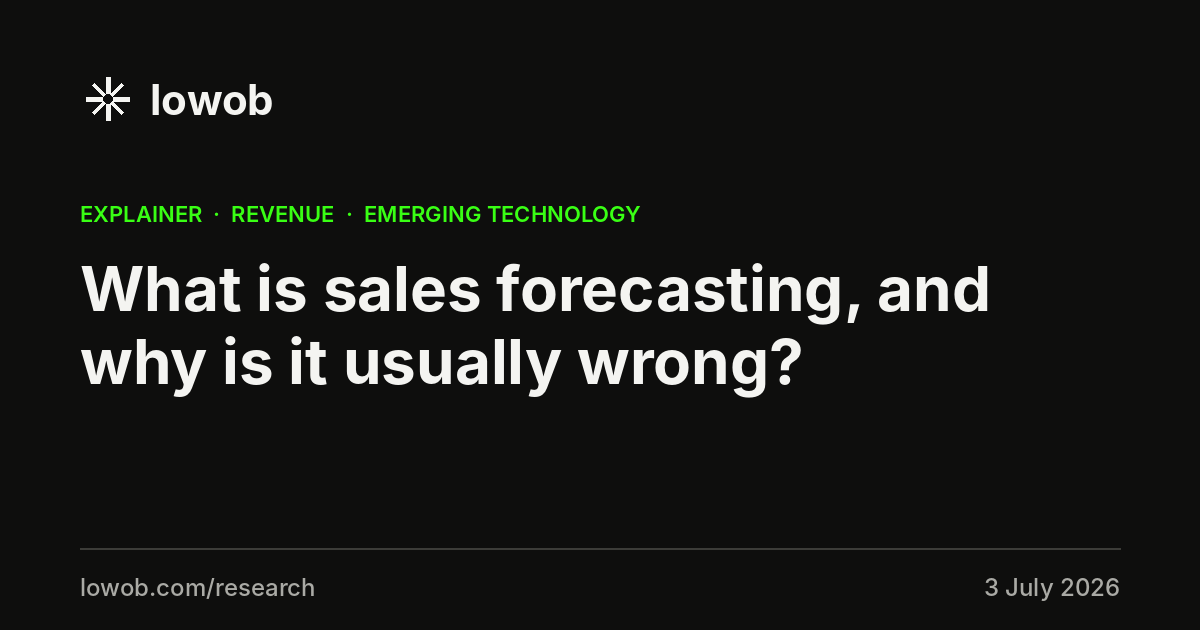 lowob
EXPLAINER · REVENUE · EMERGING TECHNOLOGY
What is sales forecasting, and
why is it usually wrong?
lowob.com/research
3 July 2026